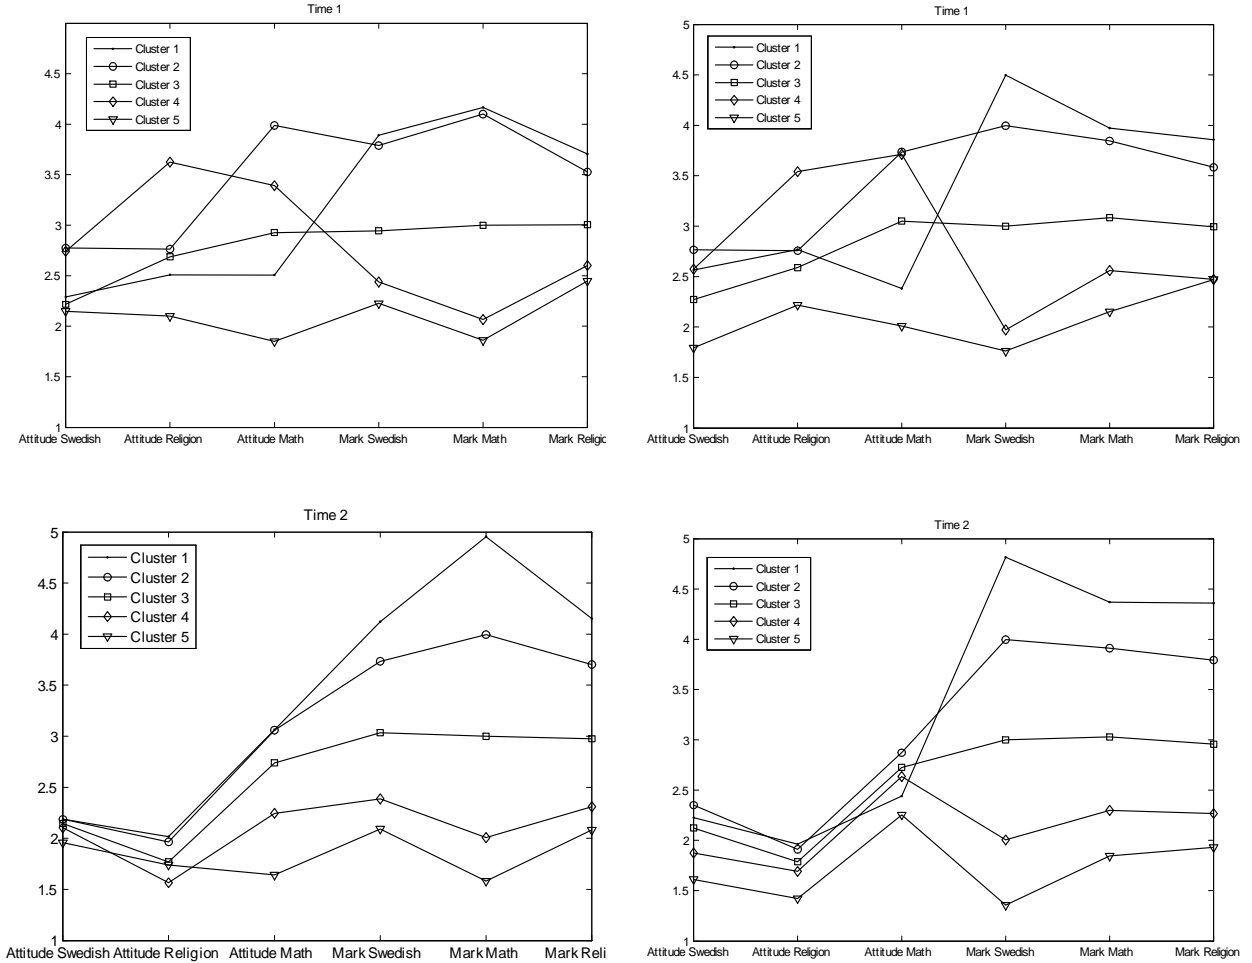 Time 1
4.5
4
3.5
3
2.5
2
1.5
1
Cluster 1
Cluster 2
Cluster 3
Cluster 4
Cluster 5
Attitude Swedish Attitude Religion Attitude Math Mark Swedish Mark Math Mark Religic
Time 1
5
4.5
4
3.5
3
2.5
2
1.5
1
Cluster 1
Cluster 2
Cluster 3
Cluster 4
Cluster 5
Attitude Swedish Attitude Religion Attitude Math Mark Swedish Mark Math Mark Religion
Time 2
5
4.5
4
3.5
3
2.5
2
1.5
1
Cluster 1
Cluster 2
Cluster 3
Cluster 4
Cluster 5
Attitude Swedish Attitude Religion Attitude Math Mark Swedish Mark Math Mark Reli
Time 2
5
4.5
4
3.5
3
2.5
2
1.5
1
Cluster 1
Cluster 2
Cluster 3
Cluster 4
Cluster 5
Attitude Swedish Attitude Religion Attitude Math Mark Swedish Mark Math Mark Religion